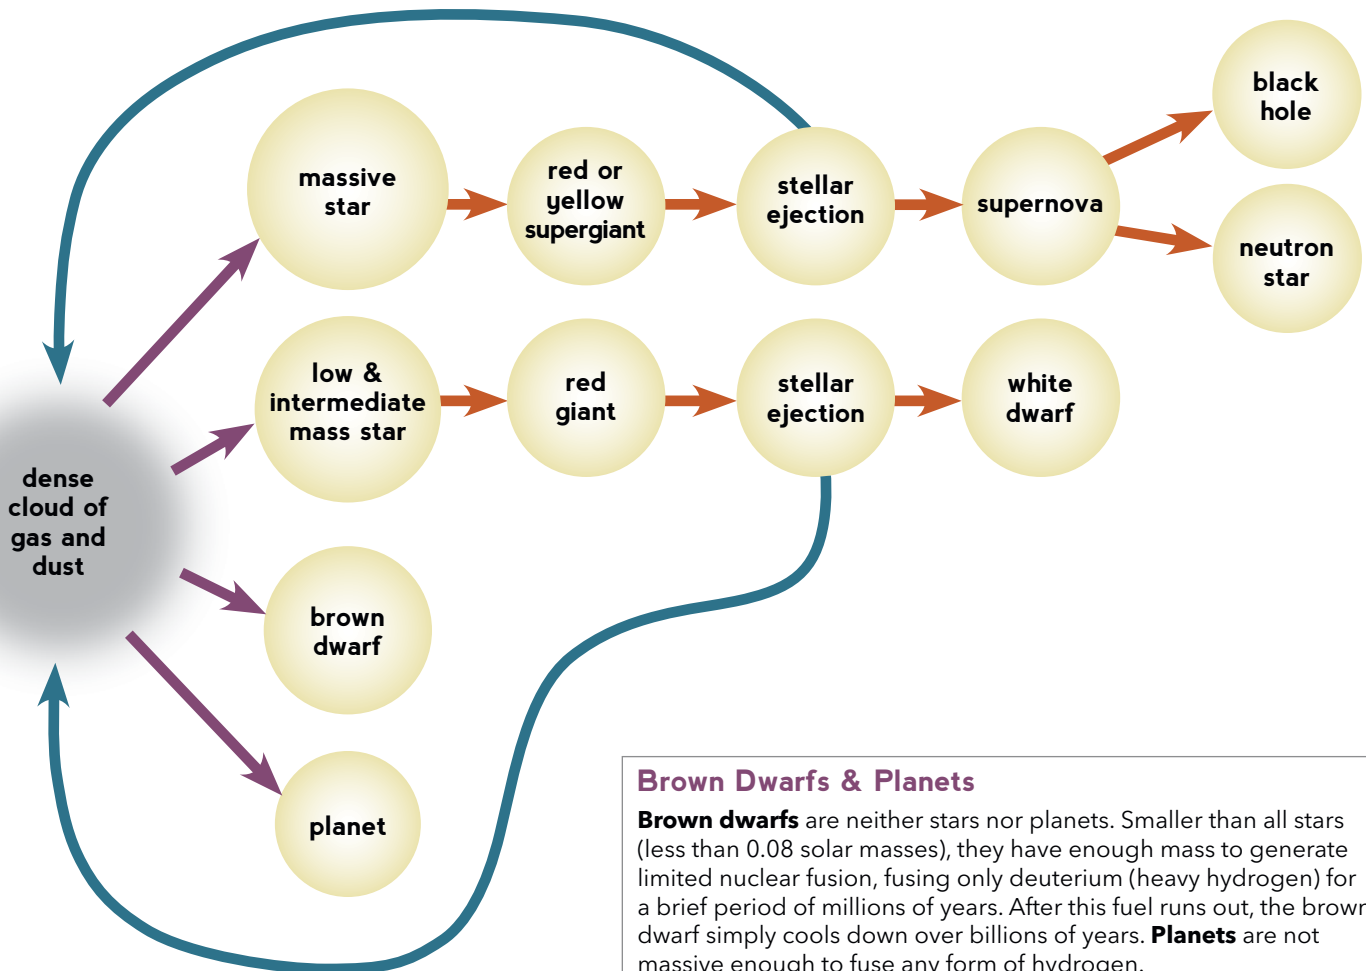 black
hole
massive
star
red or
yellow
supergiant
stellar
ejection
supernova
neutron
star
low &
intermediate
mass star
red
giant
stellar
ejection
white
dwarf
dense
cloud of
gas and
dust
brown
dwarf
planet
Brown Dwarfs & Planets
Brown dwarfs are neither stars nor planets. Smaller than all stars
(less than 0.08 solar masses), they have enough mass to generate
limited nuclear fusion, fusing only deuterium (heavy hydrogen) for
a brief period of millions of years. After this fuel runs out, the brown
dwarf simply cools down over billions of years. Planets are not
massive enough to fuse any form of hydrogen.